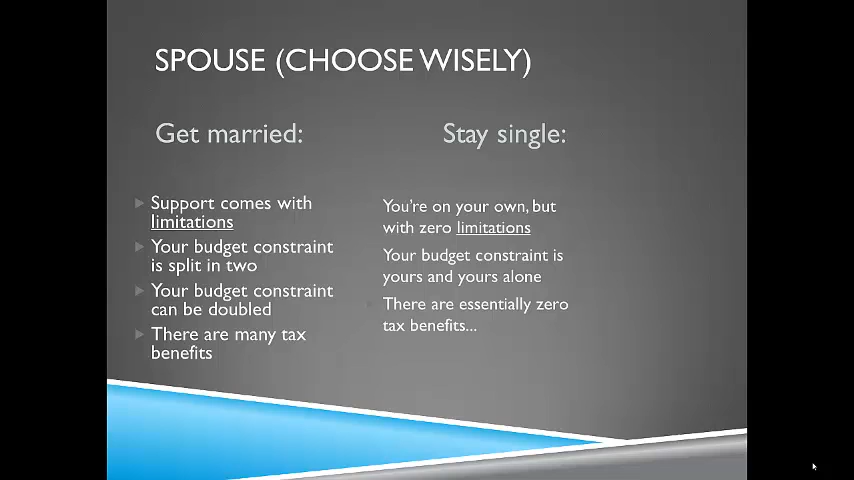 SPOUSE (CHOOSE WISELY)
Get married:
Support comes with
limitations
Your budget constraint
is split in two
Your budget constraint
can be doubled
There are many tax
benefits
Stay single:
You're on your own, but
with zero limitations
Your budget constraint is
yours and yours alone
There are essentially zero
tax benefits...